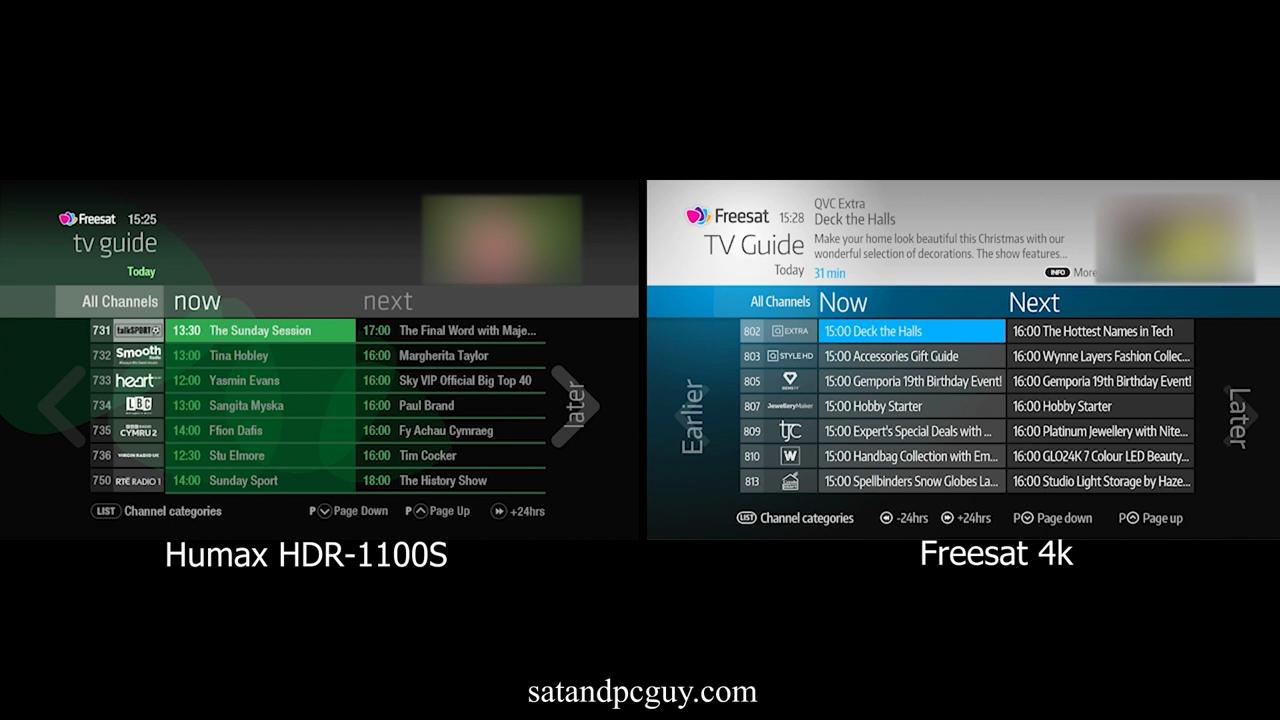 Freesat 15:25
tv guide
Today
All Channels now next
731 talkSPORT 13:30 The Sunday Session 17:00 The Final Word with Maje...
732 Smooth Radio 13:00 Tina Hobley 16:00 Margherita Taylor
733 heart 12:00 Yasmin Evans 16:00 Sky VIP Official Big Top 40
734 LBC 13:00 Sangita Myska 16:00 Paul Brand
735 BBC RADIO CYMRU 2 14:00 Ffion Dafis 16:00 Fy Achau Cymraeg
736 VIRGIN RADIO UK 12:30 Stu Elmore 16:00 Tim Cocker
750 RTÉ RADIO 1 14:00 Sunday Sport 18:00 The History Show
later
LIST Channel categories P Page Down P Page Up +24hrs
Humax HDR-1100S
Freesat 15:28
TV Guide
Today
QVC Extra
Deck the Halls
Make your home look beautiful this Christmas with our
wonderful selection of decorations. The show features...
31 min INFO More
All Channels Now Next
802 EXTRA 15:00 Deck the Halls 16:00 The Hottest Names in Tech
803 STYLE HD 15:00 Accessories Gift Guide 16:00 Wynne Layers Fashion Collec...
805 15:00 Gemporia 19th Birthday Event! 16:00 Gemporia 19th Birthday Event!
807 JewelleryMaker 15:00 Hobby Starter 16:00 Hobby Starter
809 TJC 15:00 Expert's Special Deals with ... 16:00 Platinum Jewellery with Nite...
810 W 15:00 Handbag Collection with Em... 16:00 GLO24K 7 Colour LED Beauty...
813 15:00 Spellbinders Snow Globes La... 16:00 Studio Light Storage by Haze...
Earlier
Later
LIST Channel categories -24hrs +24hrs P Page down P Page up
Freesat 4k
satandpcguy.com